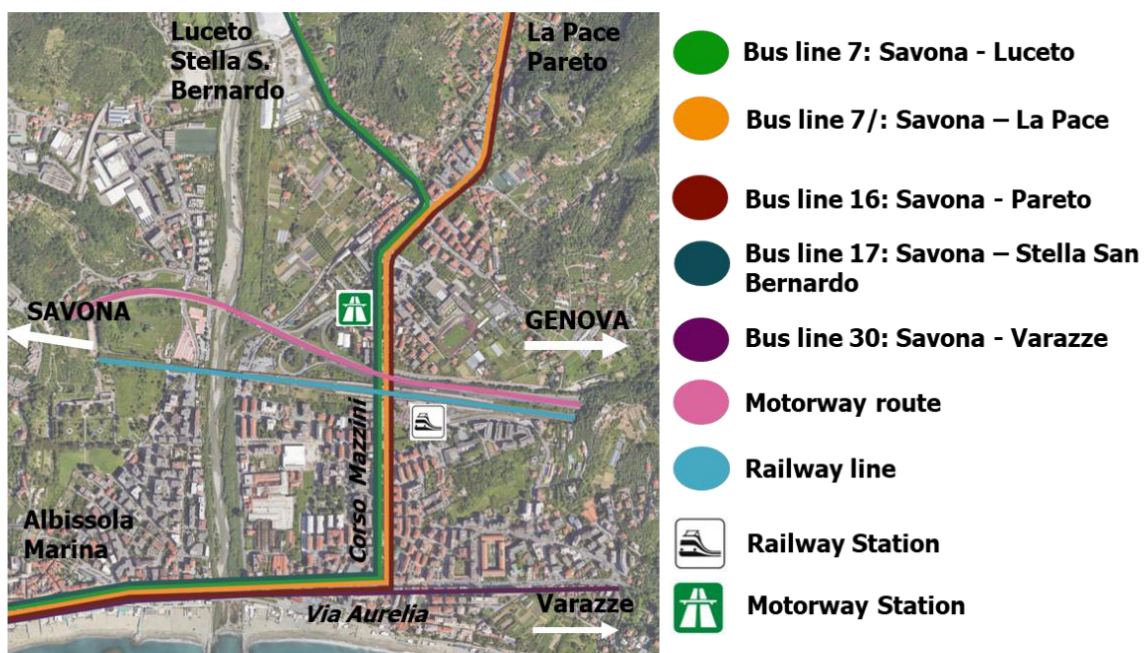 Luceto
Stella S.
Bernardo
La Pace
Pareto
SAVONA
GENOVA
Corso Mazzini
Albissola
Marina
Via Aurelia
Varazze
Bus line 7: Savona - Luceto
Bus line 7/: Savona – La Pace
Bus line 16: Savona - Pareto
Bus line 17: Savona – Stella San
Bernardo
Bus line 30: Savona - Varazze
Motorway route
Railway line
Railway Station
Motorway Station